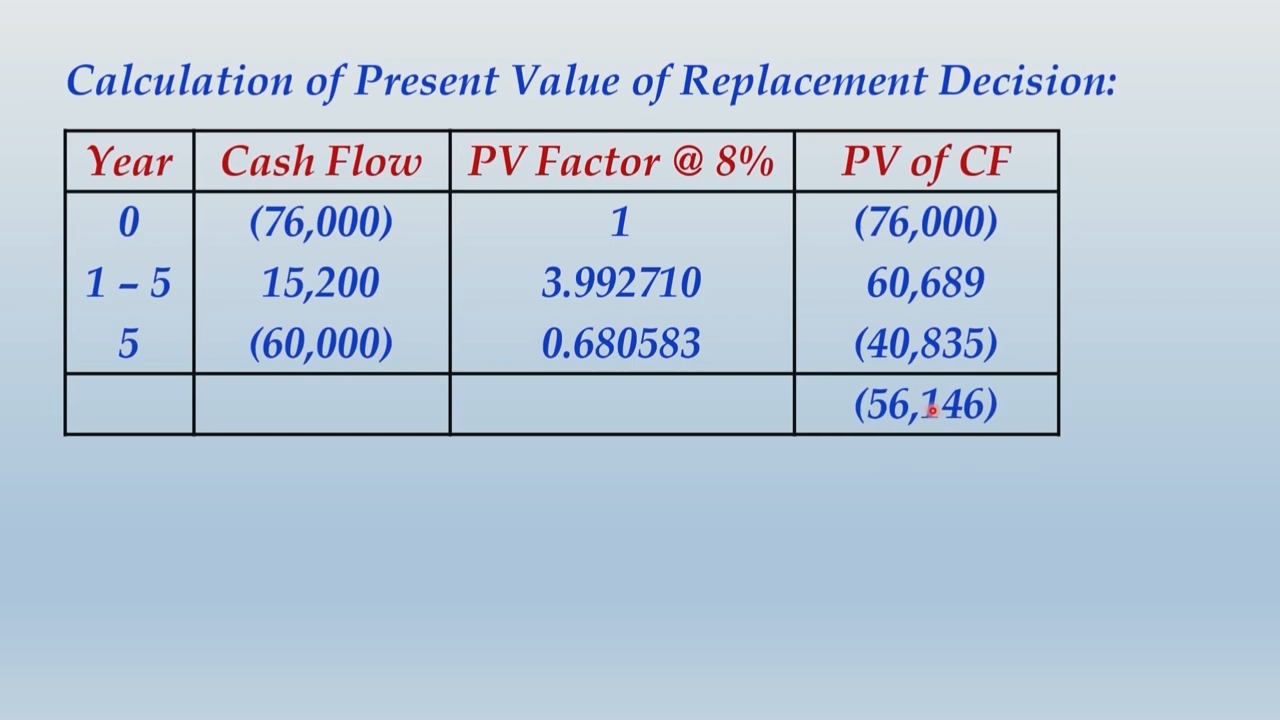 Calculation of Present Value of Replacement Decision:
Year Cash Flow PV Factor @ 8% PV of CF
0 (76,000) 1 (76,000)
1 – 5 15,200 3.992710 60,689
5 (60,000) 0.680583 (40,835)
(56,146)